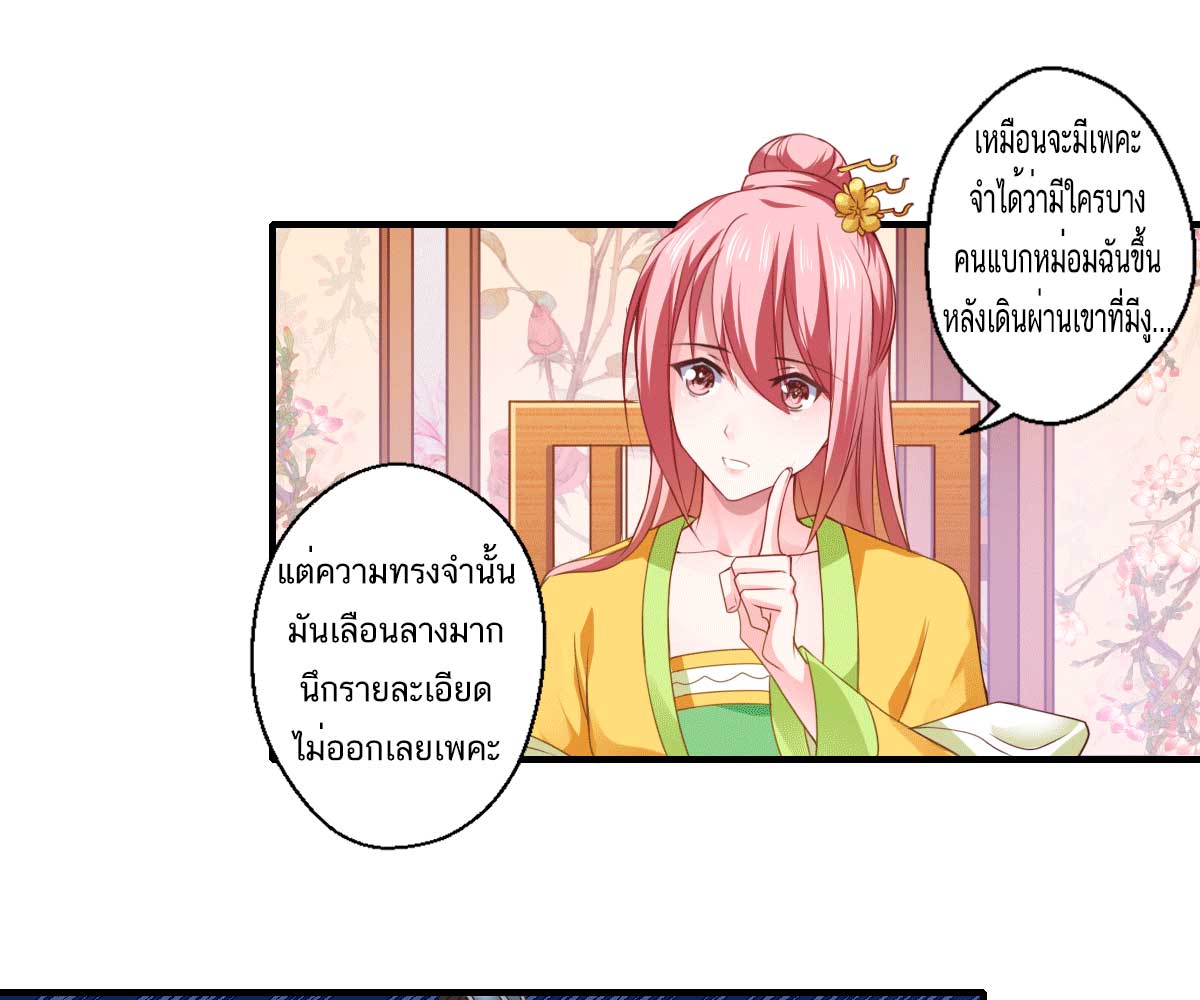 เหมือนจะมีเพคะ
จำได้ว่ามีใครบาง
คนแบกหม่อมฉันขึ้น
หลังเดินผ่านเขาที่มีงู...
แต่ความทรงจำนั้น
มันเลือนลางมาก
นึกรายละเอียด
ไม่ออกเลยเพคะ